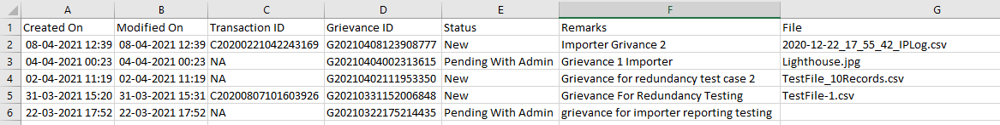 A B C D E F G
1 Created On Modified On Transaction ID Grievance ID Status Remarks File
2 08-04-2021 12:39 08-04-2021 12:39 C20200221042243169 G20210408123908777 New Importer Grivance 2 2020-12-22_17_55_42_IPLog.csv
3 04-04-2021 00:23 04-04-2021 00:23 NA G20210404002313615 Pending With Admin Grievance 1 Importer Lighthouse.jpg
4 02-04-2021 11:19 02-04-2021 11:19 NA G20210402111953350 New Grievance for redundancy test case 2 TestFile_10Records.csv
5 31-03-2021 15:20 31-03-2021 15:31 C20200807101603926 G20210331152006848 New Grievance For Redundancy Testing TestFile-1.csv
6 22-03-2021 17:52 22-03-2021 17:52 NA G20210322175214435 Pending With Admin grievance for importer reporting testing